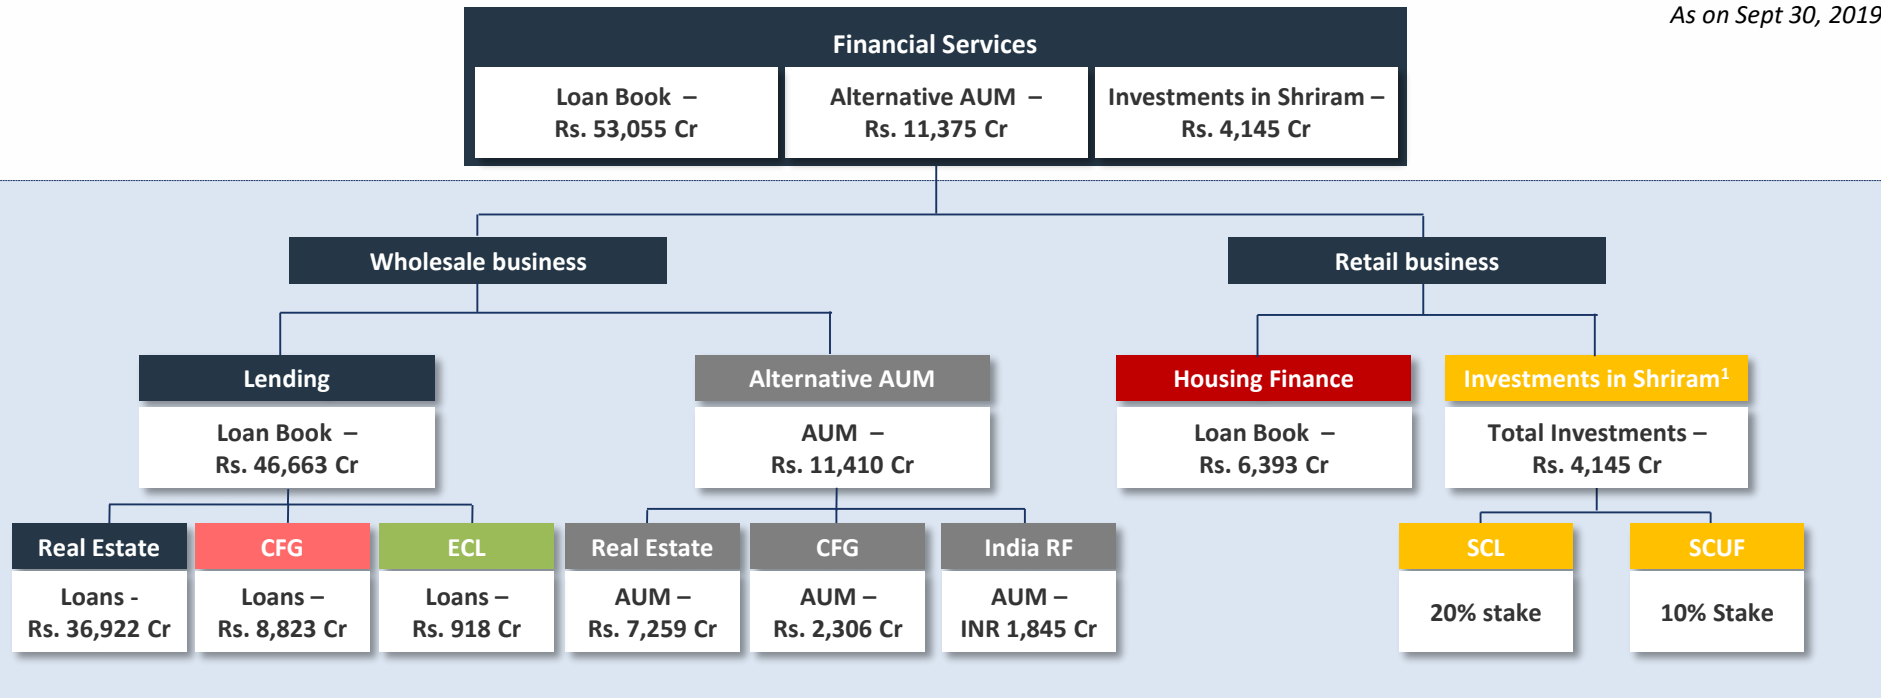 As on Sept 30, 2019
Financial Services
Loan Book –
Rs. 53,055 Cr
Alternative AUM –
Rs. 11,375 Cr
Investments in Shriram –
Rs. 4,145 Cr
Wholesale business
Retail business
Lending
Loan Book –
Rs. 46,663 Cr
Alternative AUM
AUM –
Rs. 11,410 Cr
Housing Finance
Loan Book –
Rs. 6,393 Cr
Investments in Shriram¹
Total Investments –
Rs. 4,145 Cr
Real Estate
Loans -
Rs. 36,922 Cr
CFG
Loans –
Rs. 8,823 Cr
ECL
Loans –
Rs. 918 Cr
Real Estate
AUM –
Rs. 7,259 Cr
CFG
AUM –
Rs. 2,306 Cr
India RF
AUM –
INR 1,845 Cr
SCL
20% stake
SCUF
10% Stake